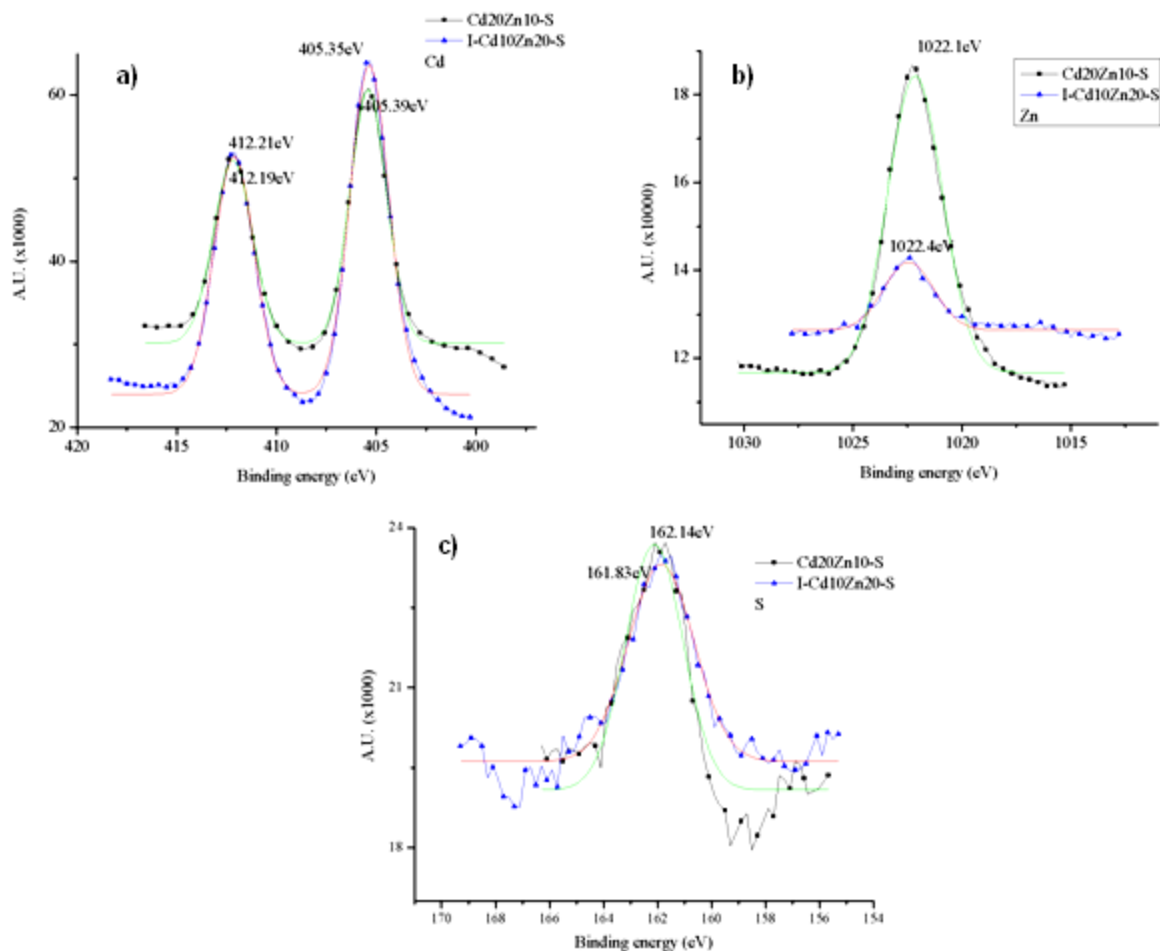 a)
Cd20Zn10-S
I-Cd10Zn20-S
Cd
405.35eV
405.39eV
412.21eV
412.19eV
60
40
20
A.U. (x1000)
420 415 410 405 400
Binding energy (eV)
b)
1022.1eV
Cd20Zn10-S
I-Cd10Zn20-S
Zn
1022.4eV
18
16
14
12
A.U. (x10000)
1030 1025 1020 1015
Binding energy (eV)
c)
162.14eV
161.83eV
Cd20Zn10-S
I-Cd10Zn20-S
S
24
21
18
A.U. (x1000)
170 168 166 164 162 160 158 156 154
Binding energy (eV)